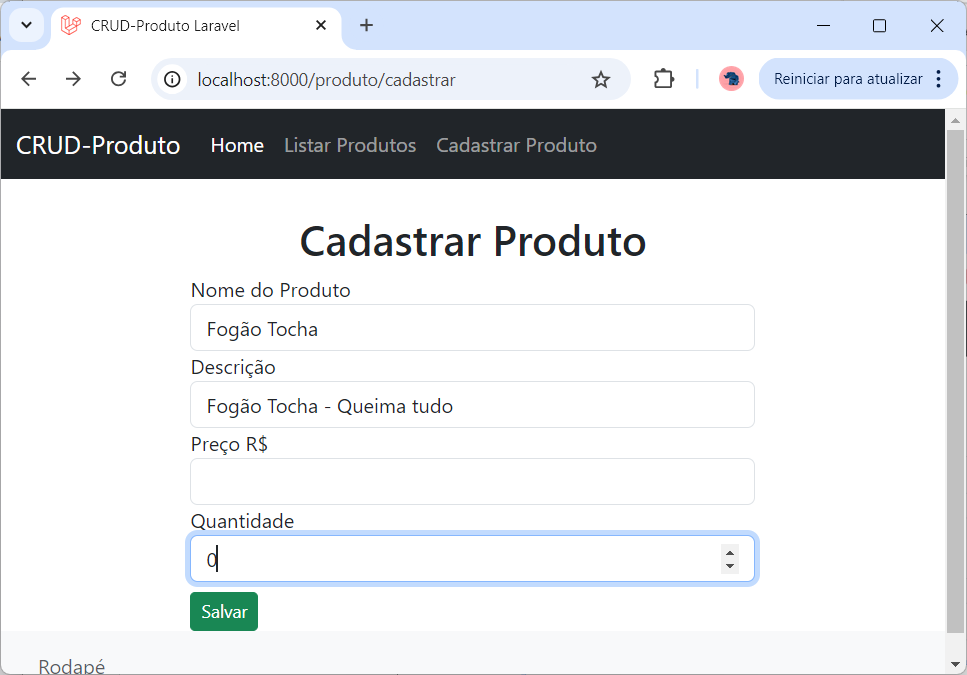 CRUD-Produto Laravel
localhost:8000/produto/cadastrar
Reiniciar para atualizar
CRUD-Produto Home Listar Produtos Cadastrar Produto
Cadastrar Produto
Nome do Produto
Fogão Tocha
Descrição
Fogão Tocha - Queima tudo
Preço R$
Quantidade
0
Salvar
Rodapé